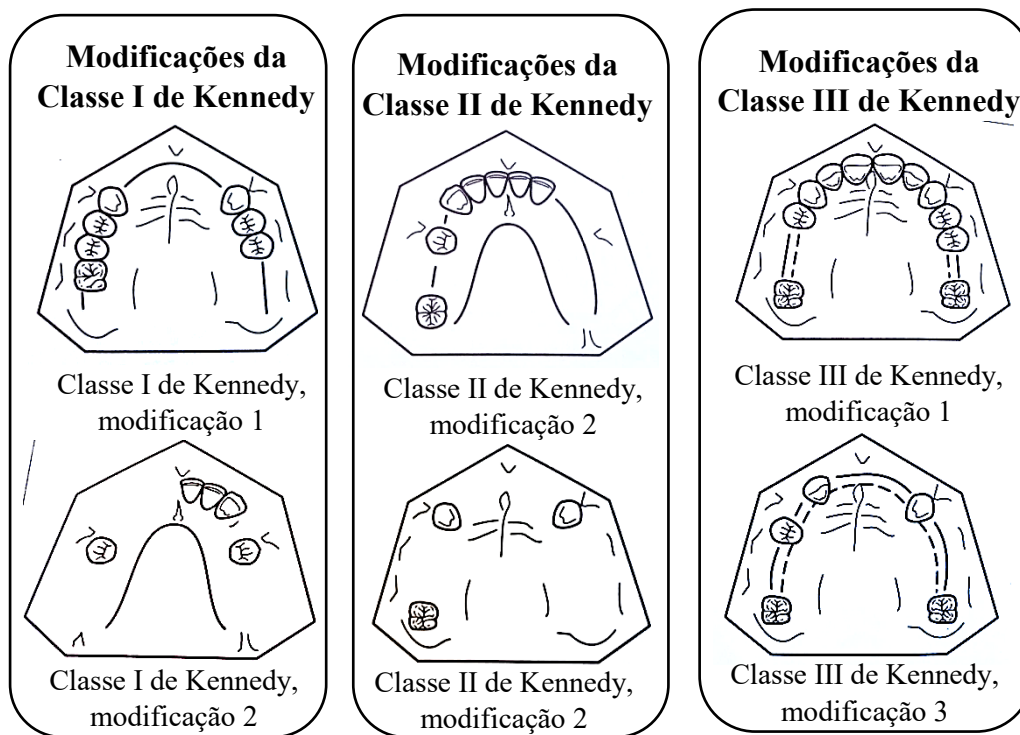 Modificações da
Classe I de Kennedy
Classe I de Kennedy,
modificação 1
Classe I de Kennedy,
modificação 2
Modificações da
Classe II de Kennedy
Classe II de Kennedy,
modificação 2
Classe II de Kennedy,
modificação 2
Modificações da
Classe III de Kennedy
Classe III de Kennedy,
modificação 1
Classe III de Kennedy,
modificação 3